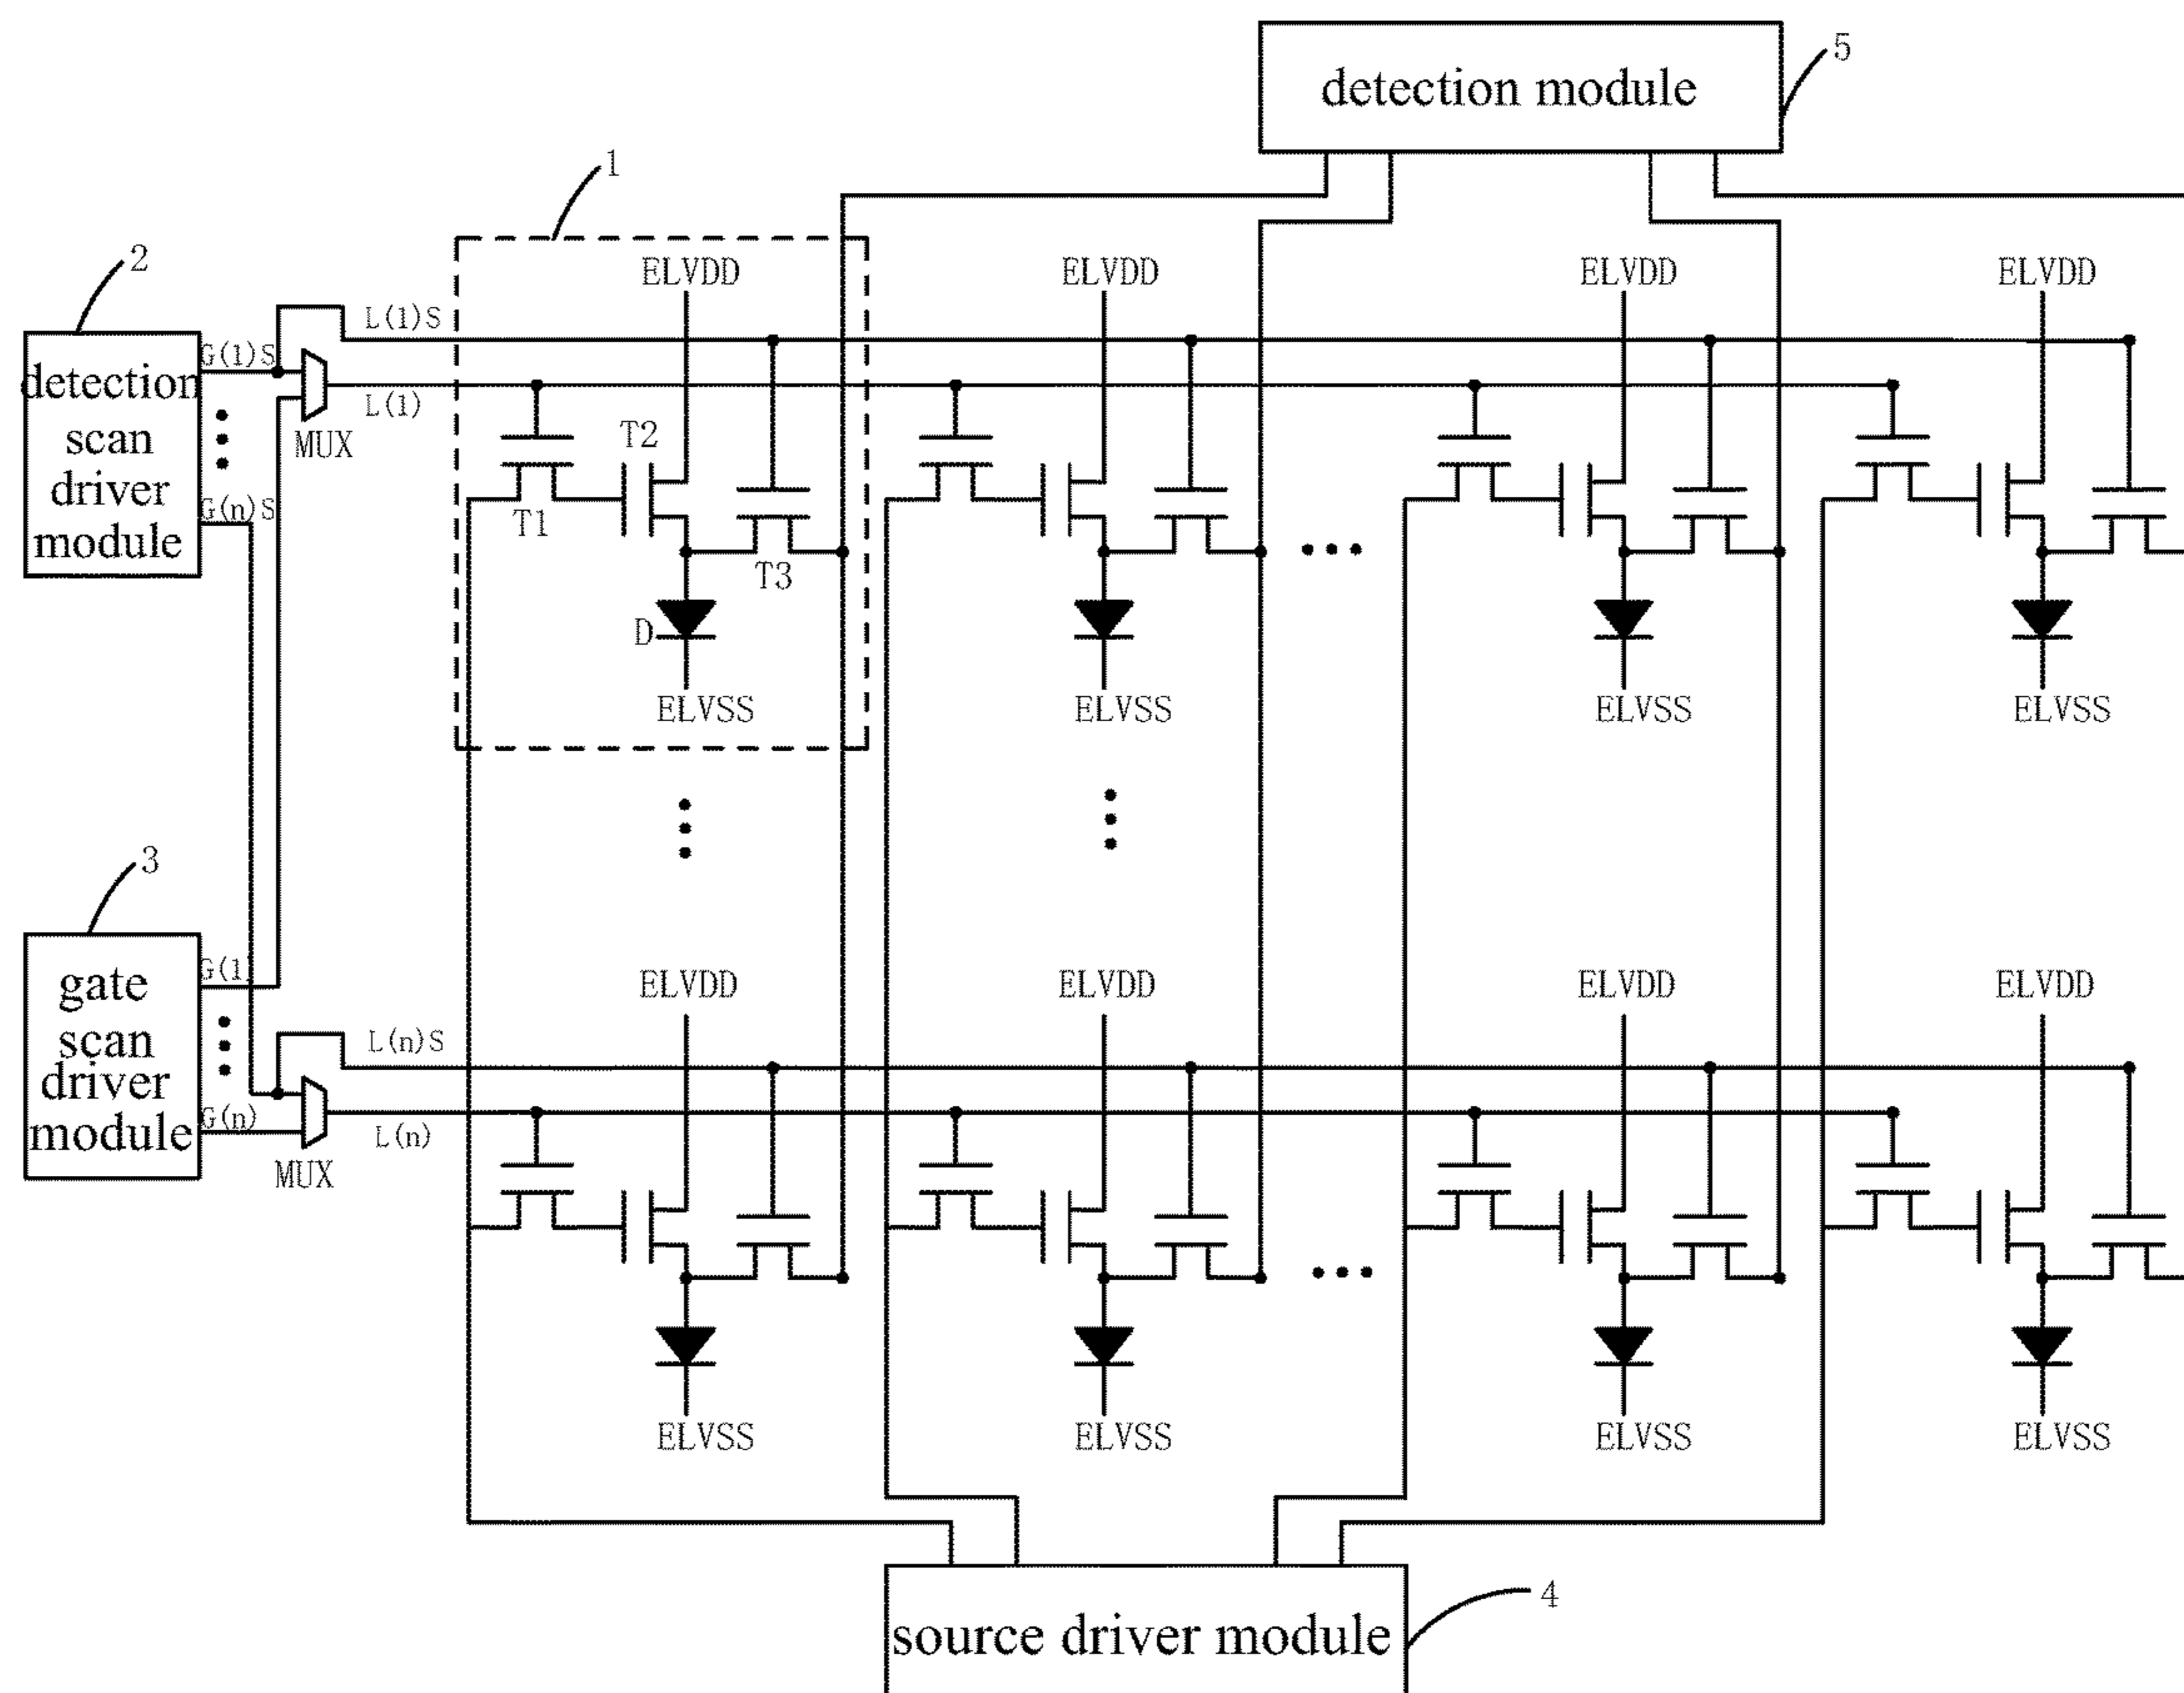 detection module
5
1
2
ELVDD
ELVDD
ELVDD
ELVDD
L(1)S
G(1)S
detection
scan
driver
module
L(1)
MUX
T2
G(n)S
T1
T3
D
ELVSS
ELVSS
ELVSS
ELVSS
3
gate
scan
driver
module
G(1
ELVDD
ELVDD
ELVDD
ELVDD
L(n)S
G(n)
L(n)
MUX
ELVSS
ELVSS
ELVSS
ELVSS
4
source driver module